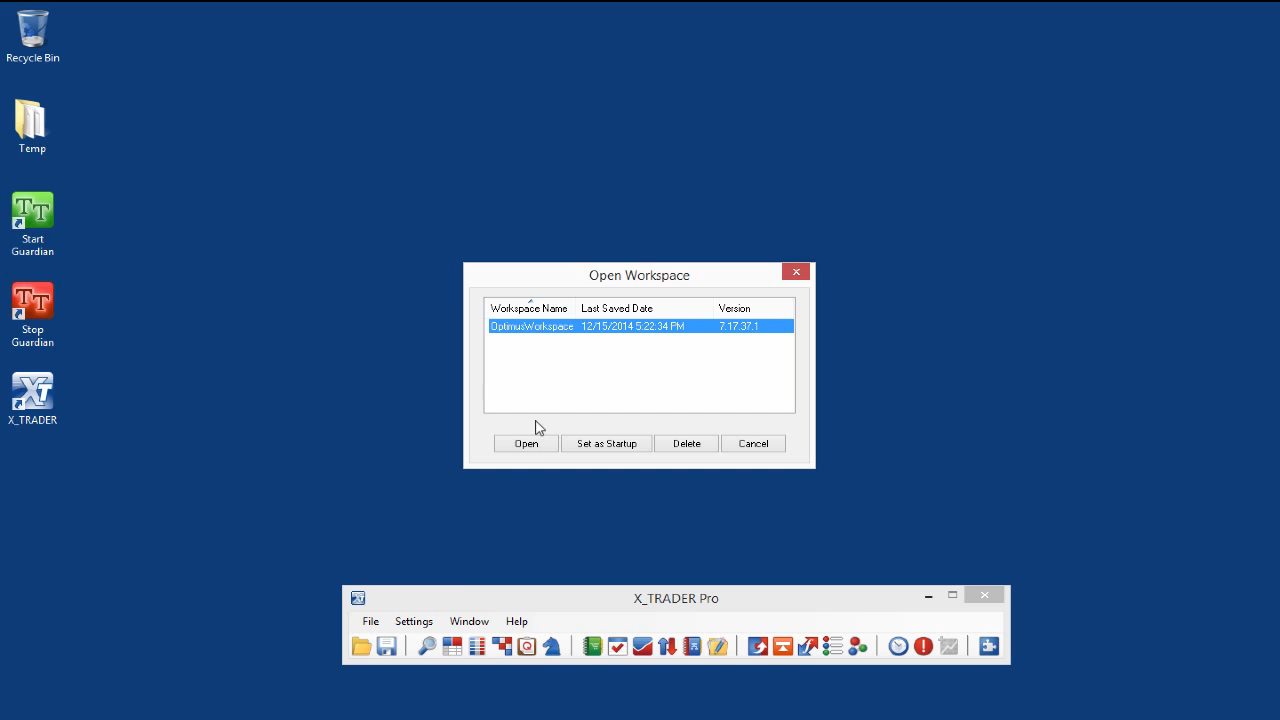 Recycle Bin
Temp
Start
Guardian
Stop
Guardian
X_TRADER
Open Workspace
Workspace Name Last Saved Date Version
OptimusWorkspace 12/15/2014 5:22:34 PM 7.17.37.1
Open Set as Startup Delete Cancel
X_TRADER Pro
File Settings Window Help